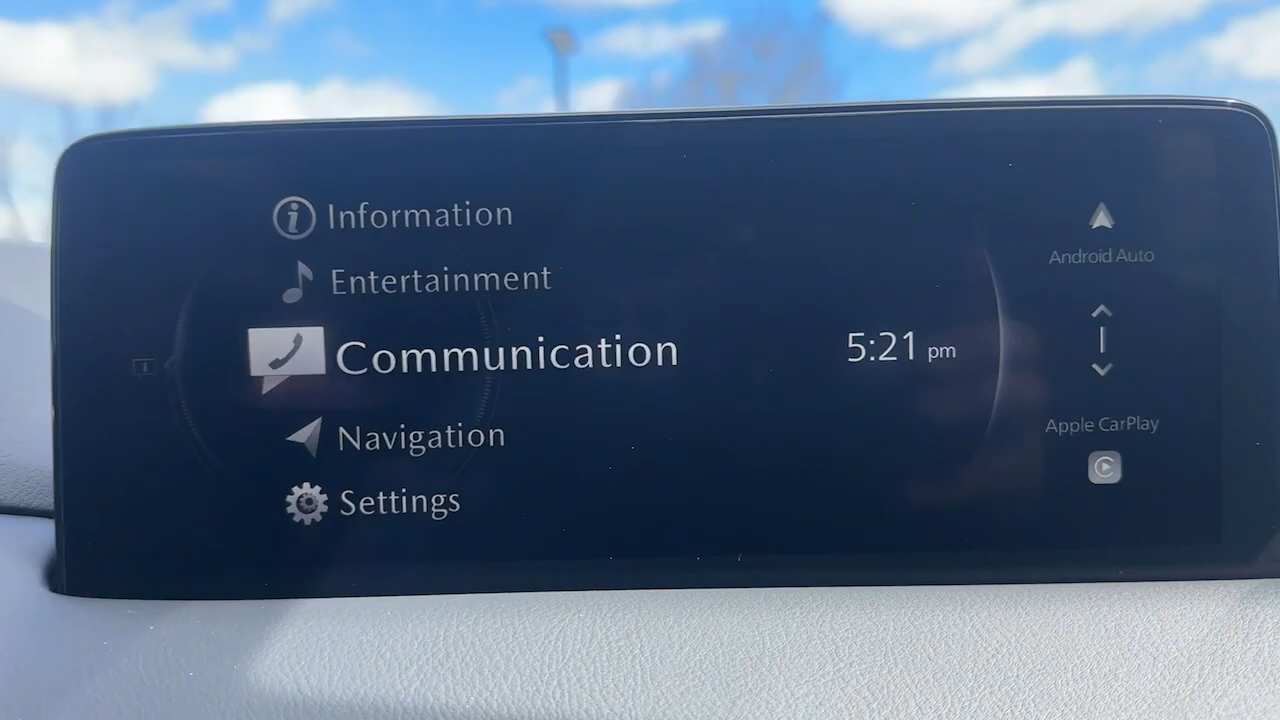 Information
Entertainment
Communication
Navigation
Settings
5:21 pm
Android Auto
Apple CarPlay